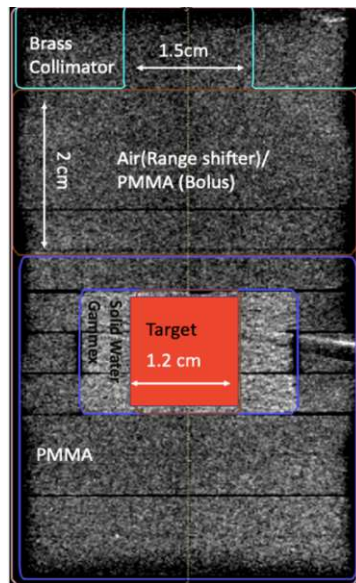 Brass
Collimator
1.5cm
2 cm
Air(Range shifter)/
PMMA (Bolus)
Solid Water
Gammex
Target
1.2 cm
PMMA